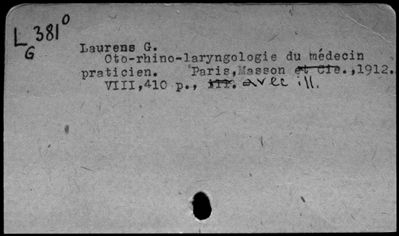 L 381⁰
G
Laurens G.
Oto-rhino-laryngologie du médecin
praticien. Paris,Masson et Cie.,1912.
VIII,410 p., ill. avec ill.